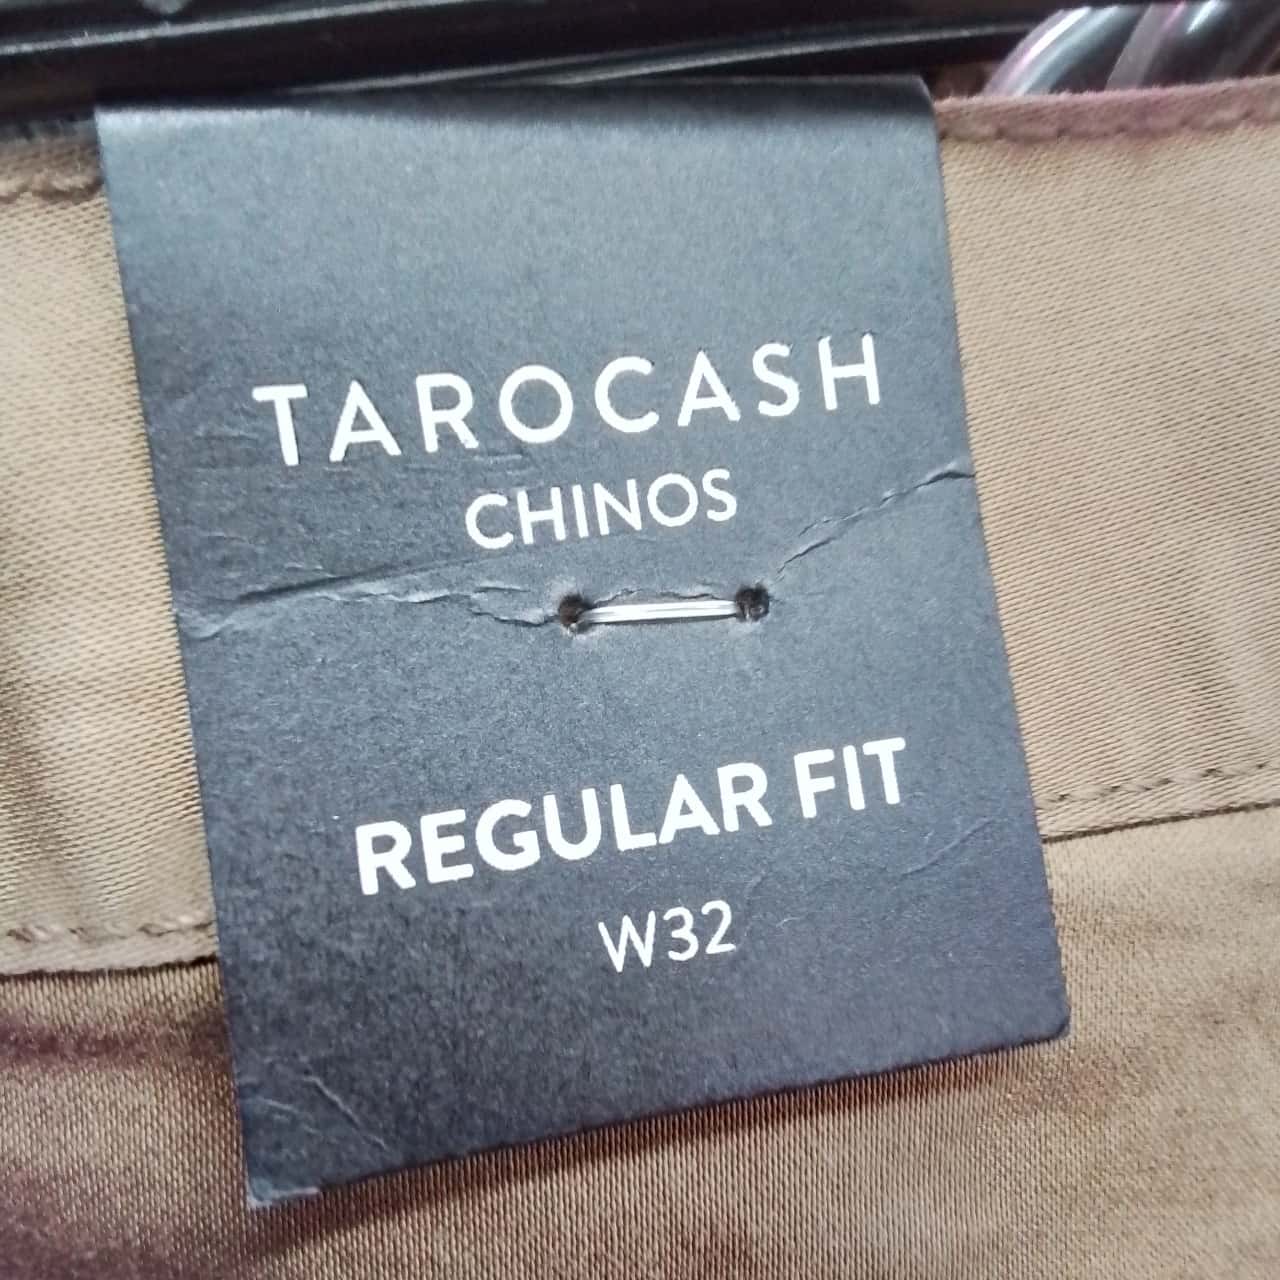 TAROCASH
CHINOS
REGULAR FIT
W32